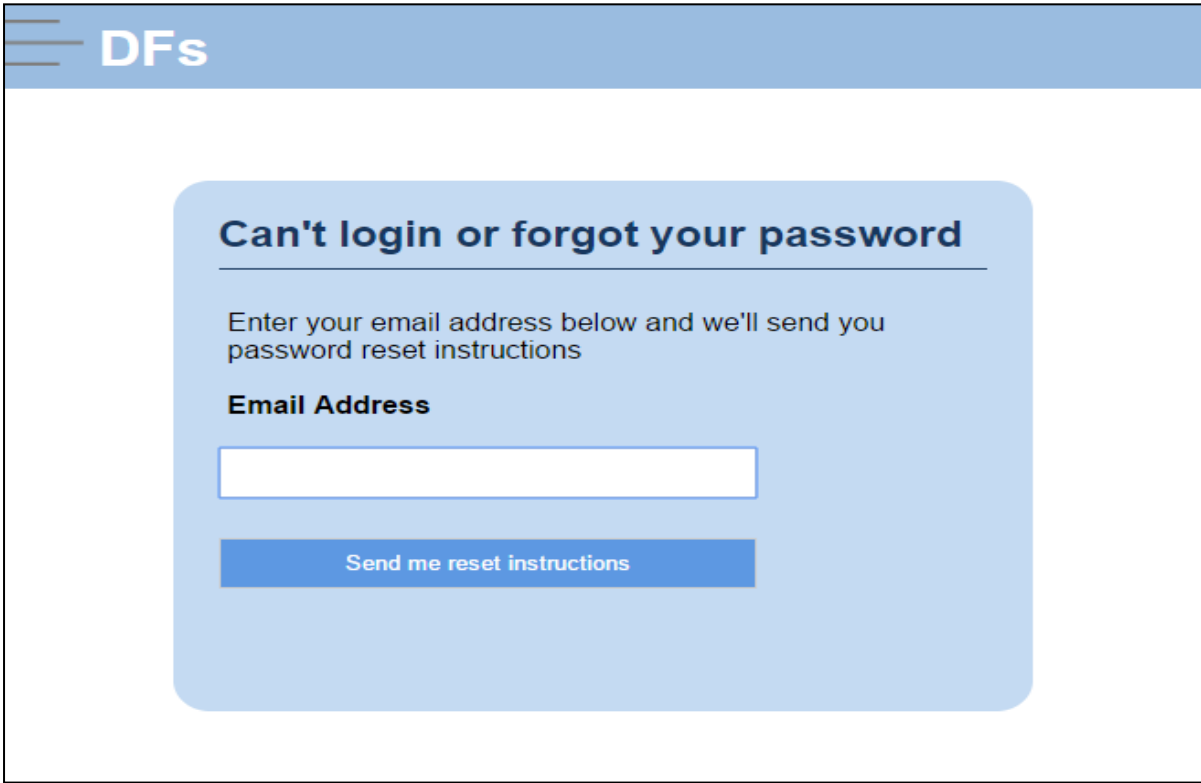 DFs
Can't login or forgot your password
Enter your email address below and we'll send you
password reset instructions
Email Address
Send me reset instructions